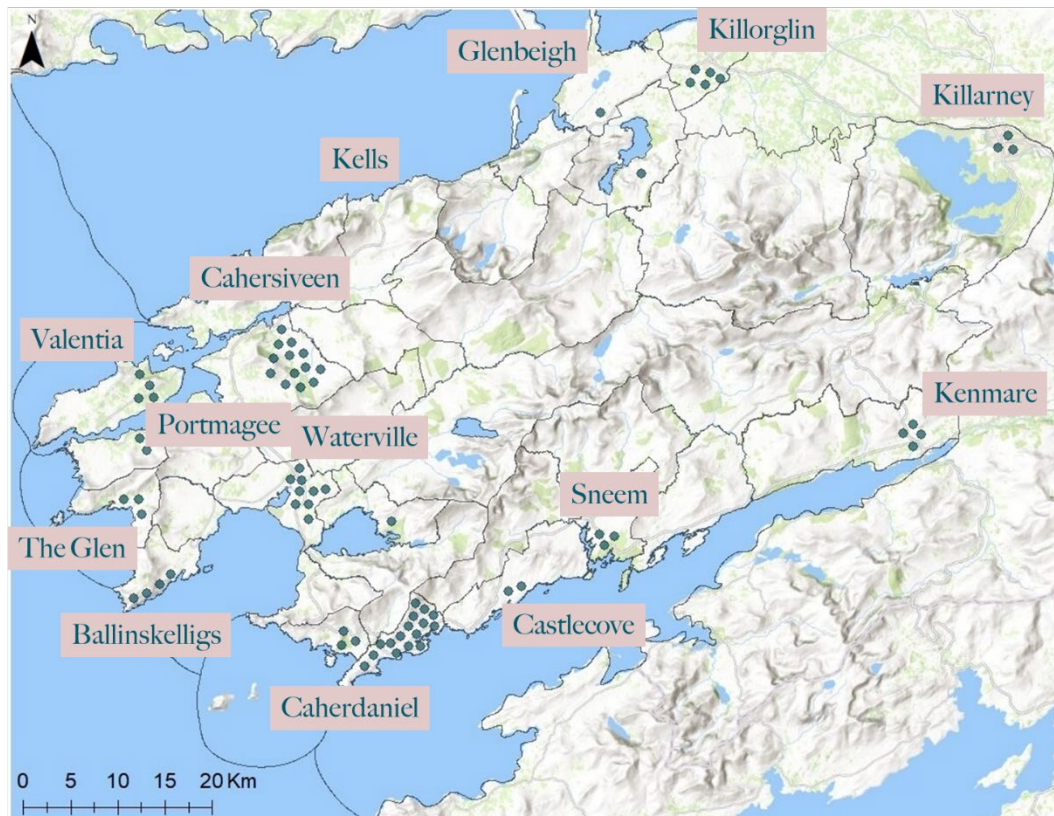 N
Killorglin
Glenbeigh
Killarney
Kells
Cahersiveen
Valentia
Kenmare
Portmagee
Waterville
Sneem
The Glen
Castlecove
Ballinskelligs
Caherdaniel
0 5 10 15 20 Km